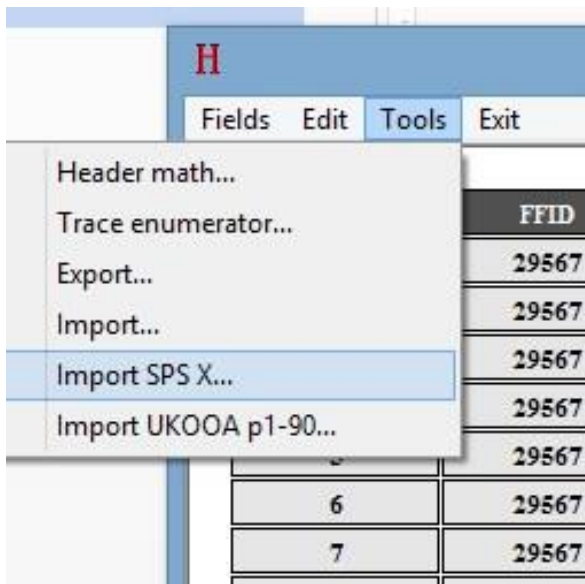 H
Fields Edit Tools Exit
Header math...
Trace enumerator...
Export...
Import...
Import SPS X...
Import UKOOA p1-90...
FFID
29567
29567
29567
29567
29567
6 29567
7 29567